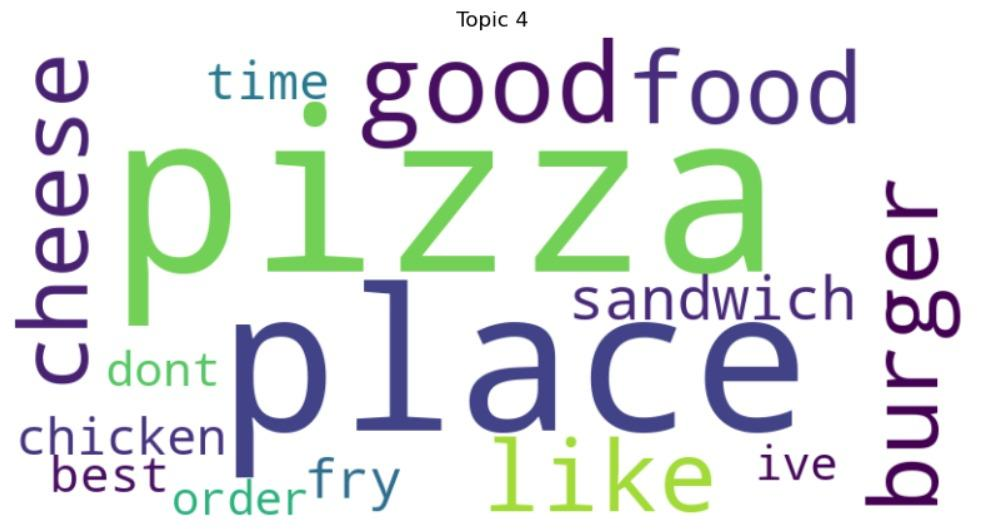 Topic 4
cheese
time
good
food
pizza
burger
sandwich
place
dont
chicken
like
best
fry
ive
order